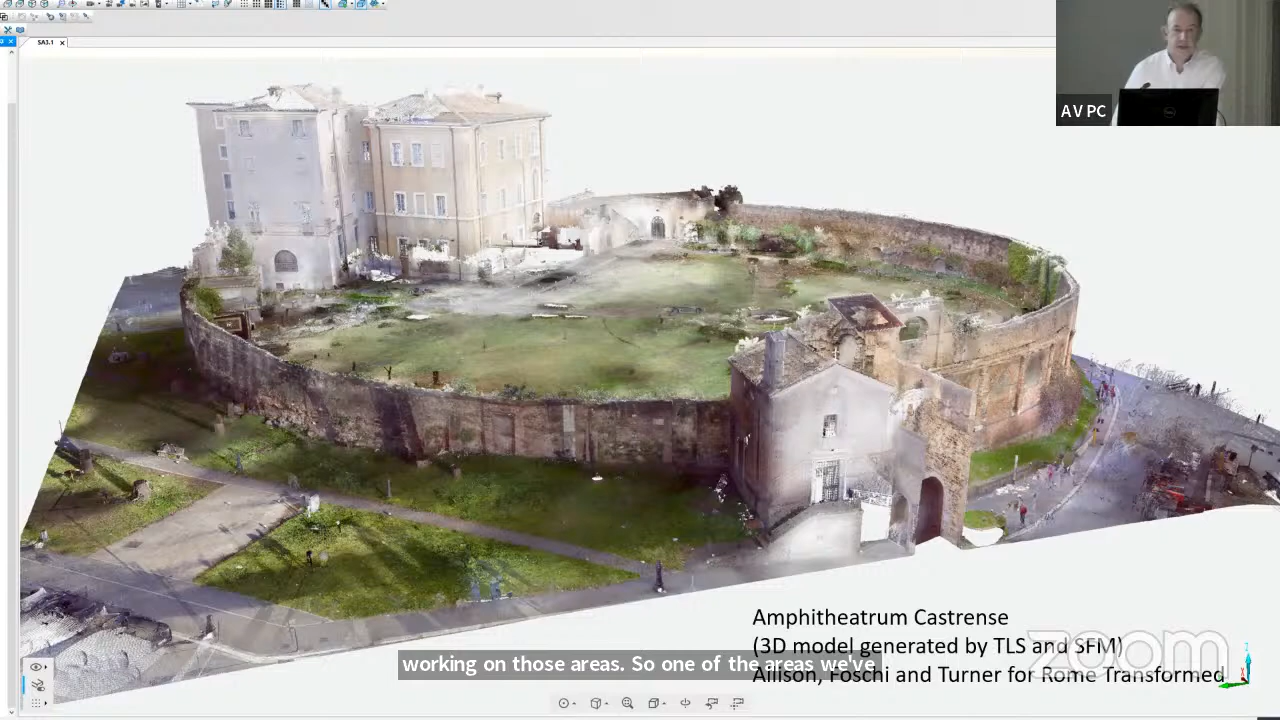 SA3.1
AV PC
Amphitheatrum Castrense
(3D model generated by TLS and SFM)
working on those areas. So one of the areas we've
Allison, Foschi and Turner for Rome Transformed
zoom